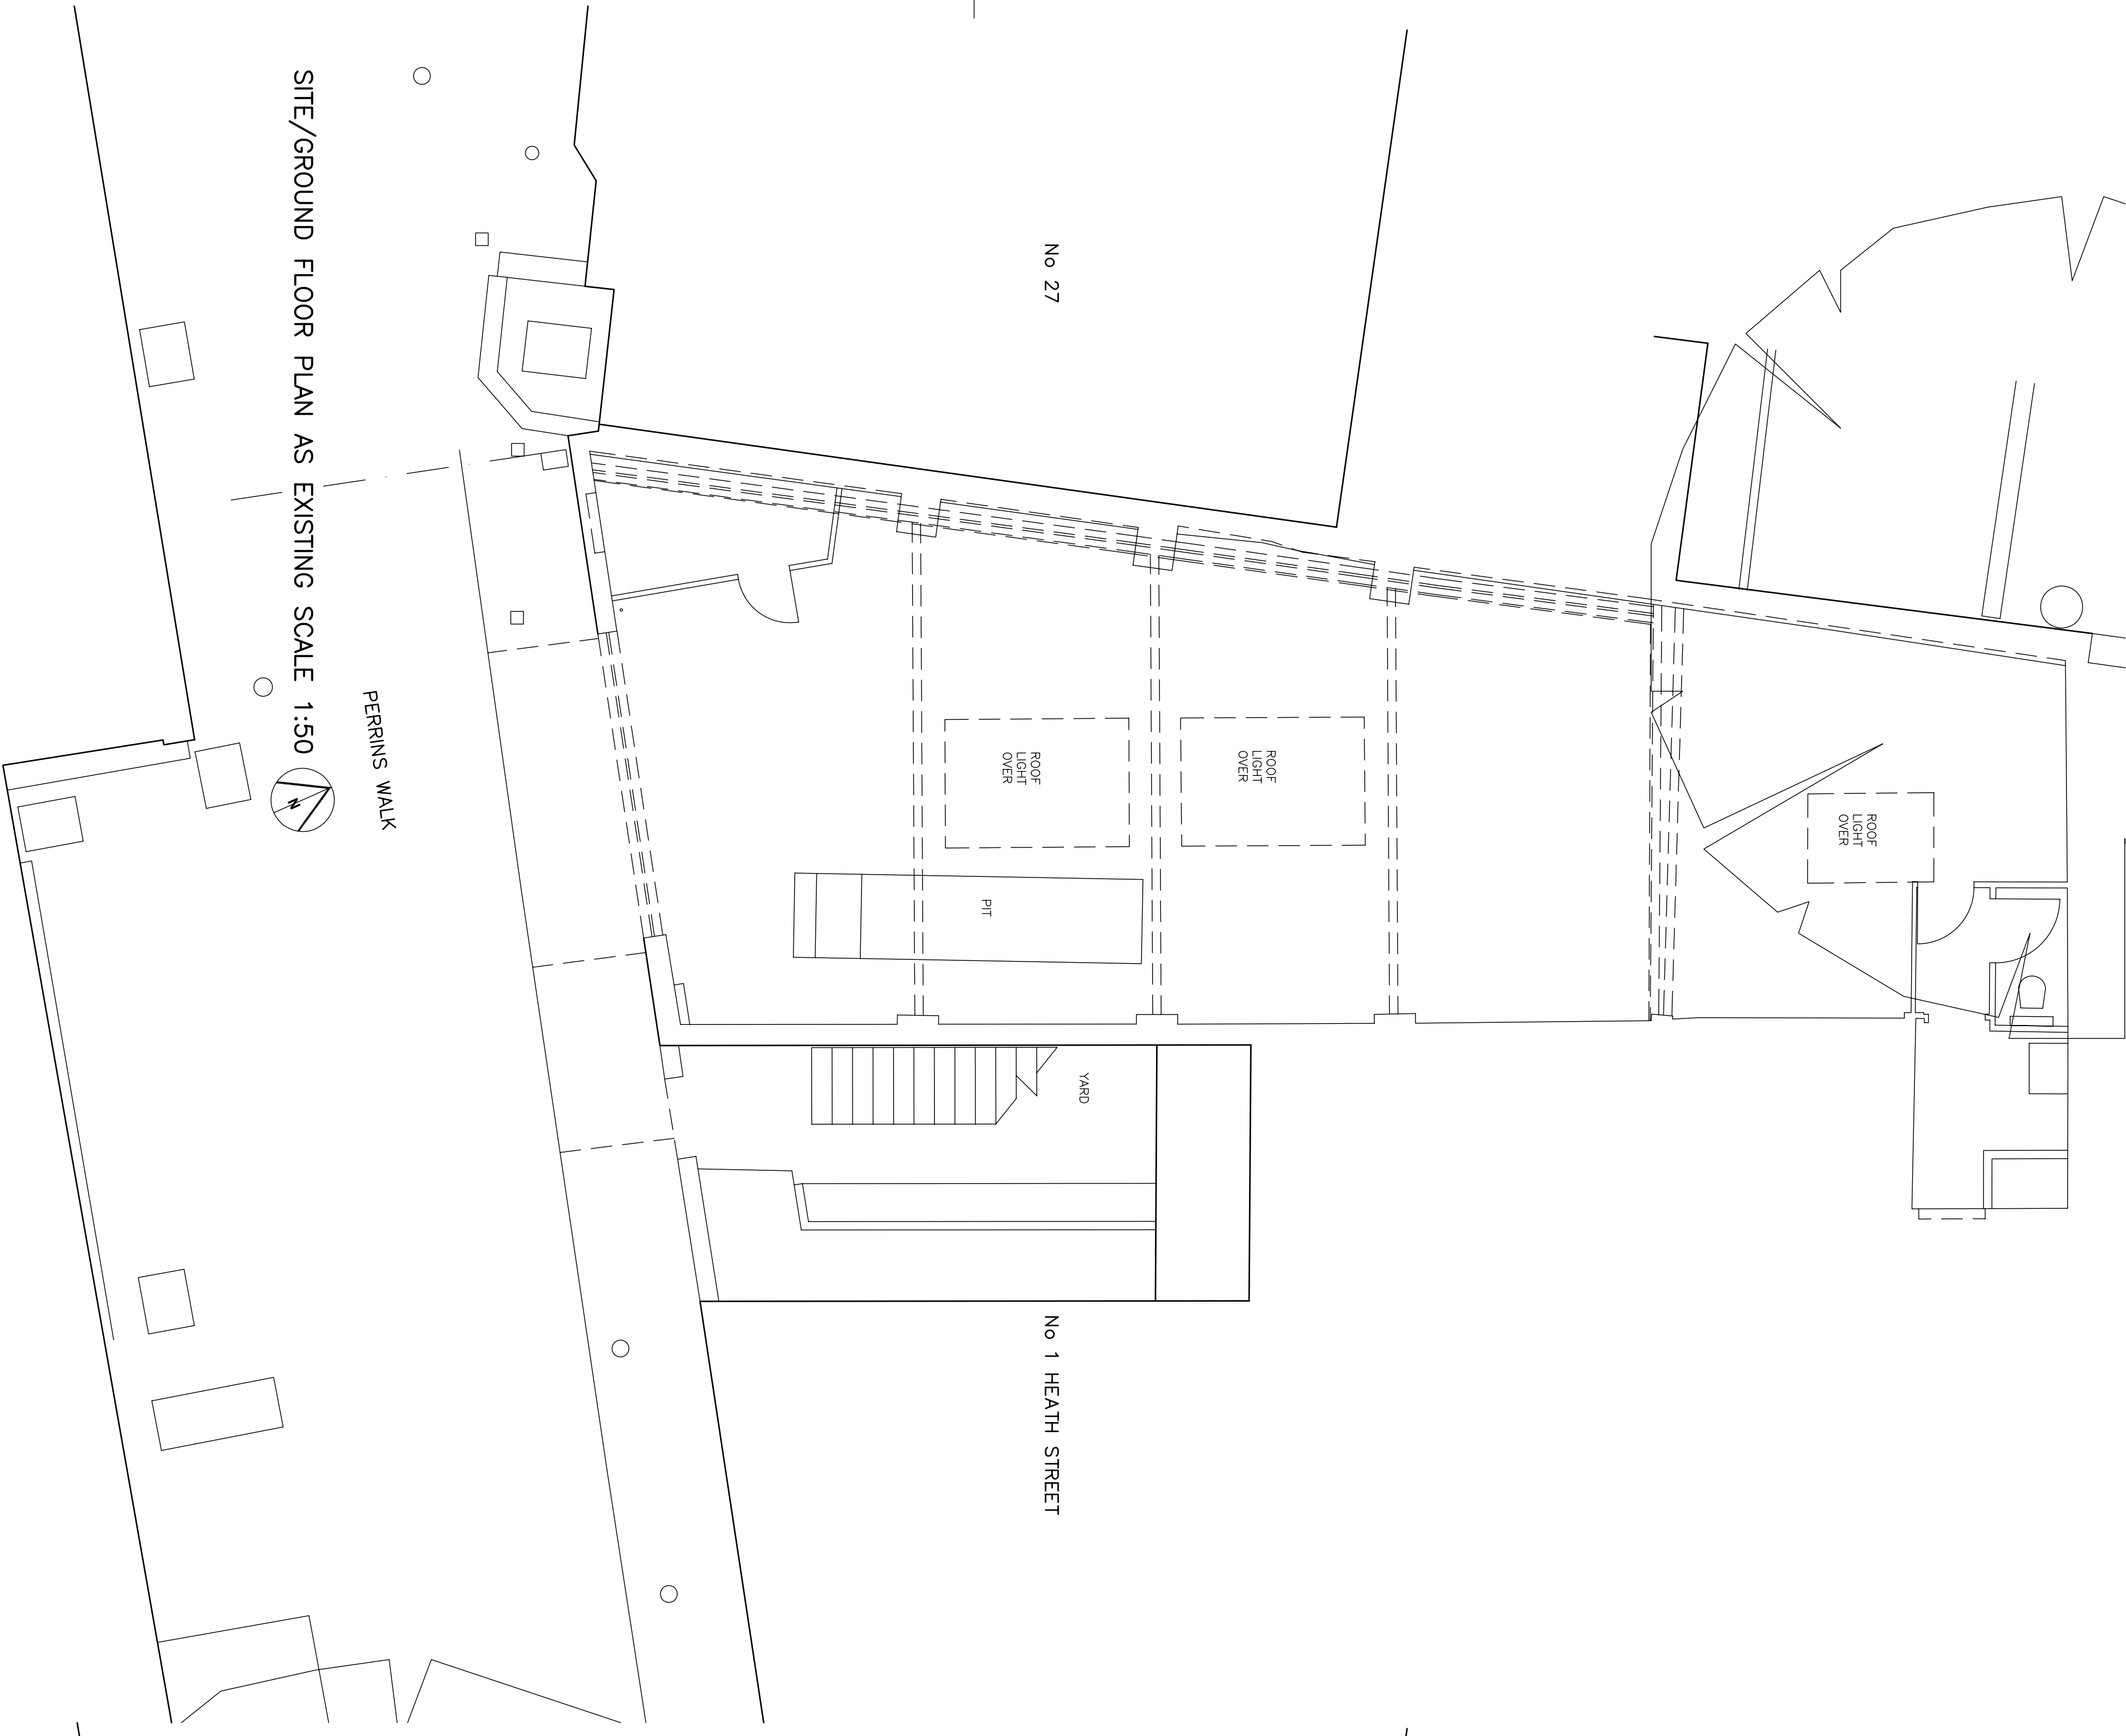 No 27
ROOF
LIGHT
OVER
ROOF
LIGHT
OVER
ROOF
LIGHT
OVER
PIT
YARD
No 1 HEATH STREET
PERRINS WALK
SITE/GROUND FLOOR PLAN AS EXISTING SCALE 1:50
N